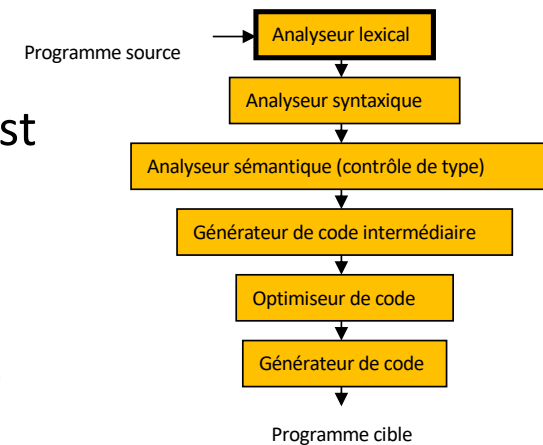 Analyseur lexical
Programme source
Analyseur syntaxique
st
Analyseur sémantique (contrôle de type)
Générateur de code intermédiaire
Optimiseur de code
Générateur de code
Programme cible